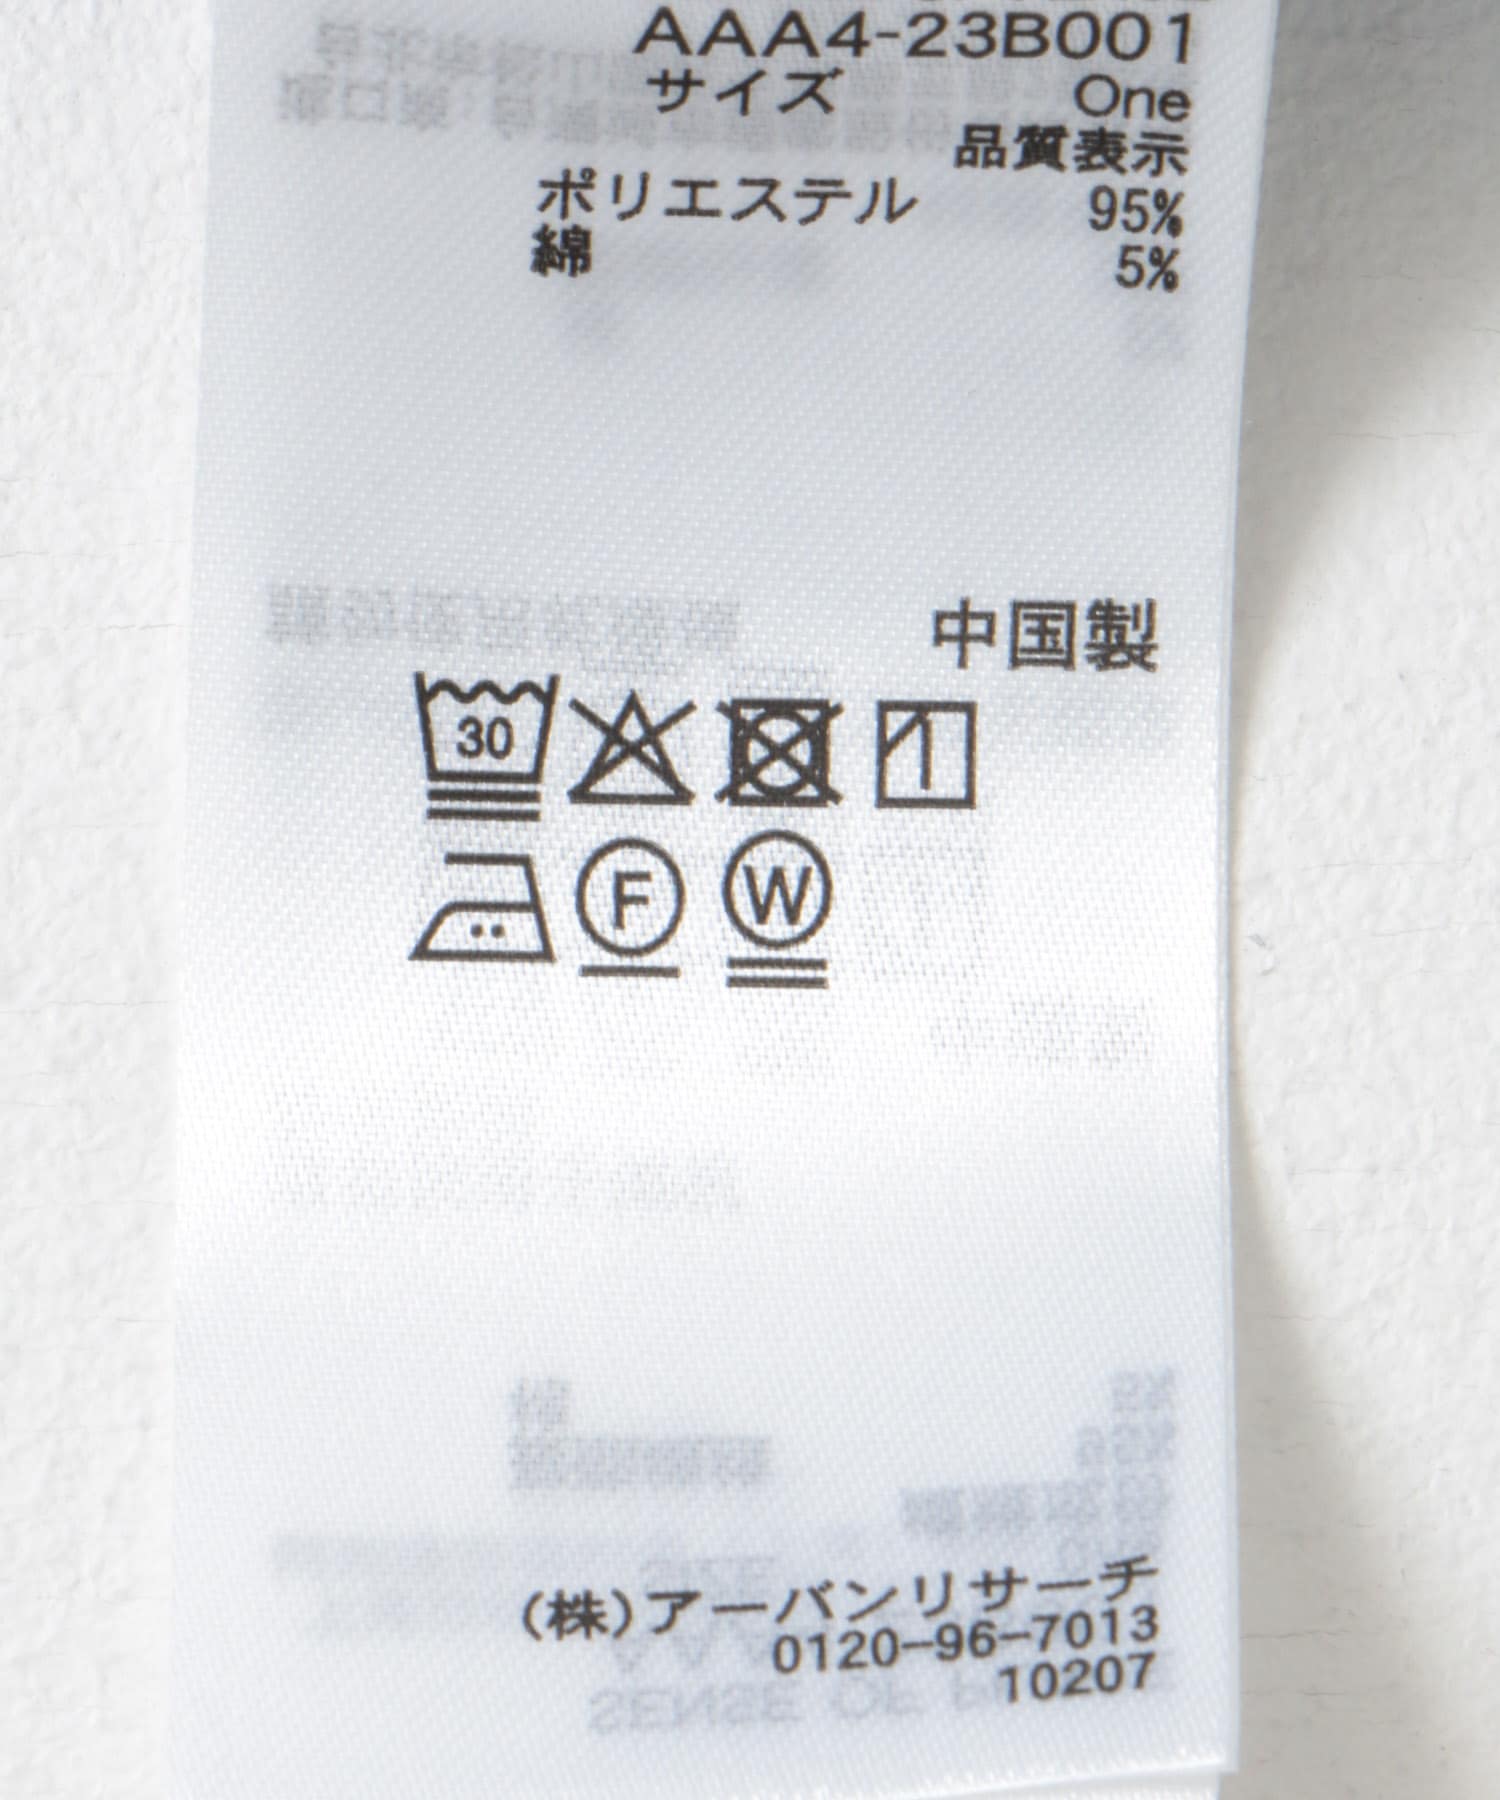 AAA4-23B001
サイズ One
品質表示
ポリエステル 95%
綿 5%
中国製
30
F W
(株)アーバンリサーチ
0120-96-7013
10207